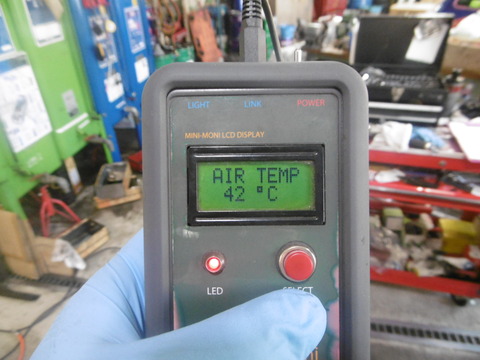 LIGHT LINK POWER
MINI-MONI LCD DISPLAY
AIR TEMP
42 °C
LED SELECT